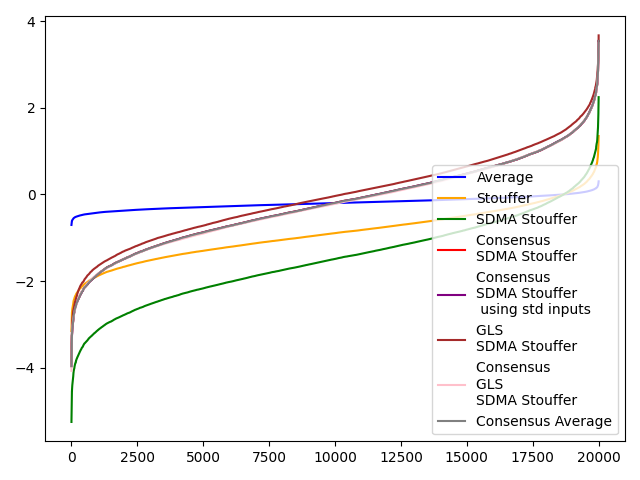 4
2
0
−2
−4
0
2500
5000
7500
10000
12500
15000
17500
20000
Average
Stouffer
SDMA Stouffer
Consensus
SDMA Stouffer
Consensus
SDMA Stouffer
using std inputs
GLS
SDMA Stouffer
Consensus
GLS
SDMA Stouffer
Consensus Average